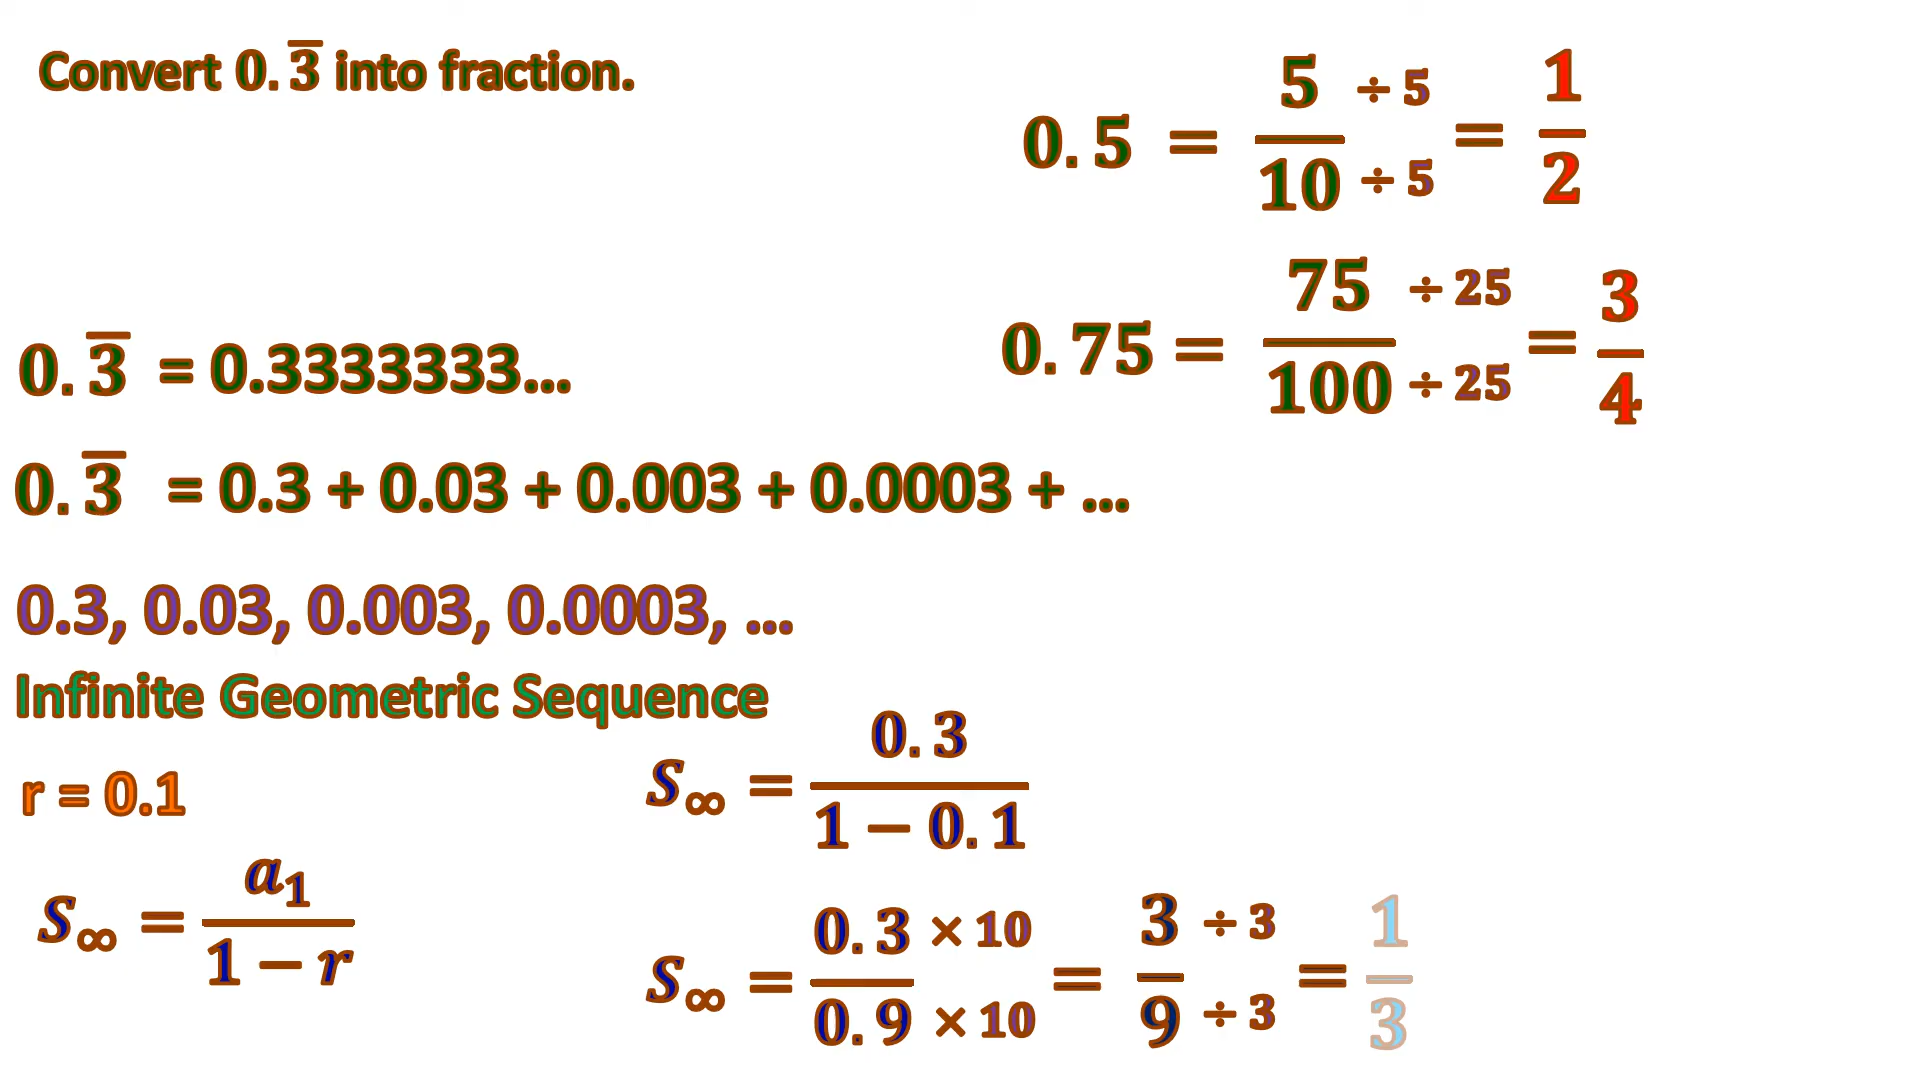 Convert 0.3̅ into fraction.
0.5 = 5/10 ÷ 5 ÷ 5 = 1/2
0.75 = 75/100 ÷ 25 ÷ 25 = 3/4
0.3̅ = 0.3333333...
0.3̅ = 0.3 + 0.03 + 0.003 + 0.0003 + ...
0.3, 0.03, 0.003, 0.0003, ...
Infinite Geometric Sequence
r = 0.1
S∞ = a₁/(1 − r)
S∞ = 0.3/(1 − 0.1)
S∞ = 0.3/0.9 × 10 × 10 = 3/9 ÷ 3 ÷ 3 = 1/3